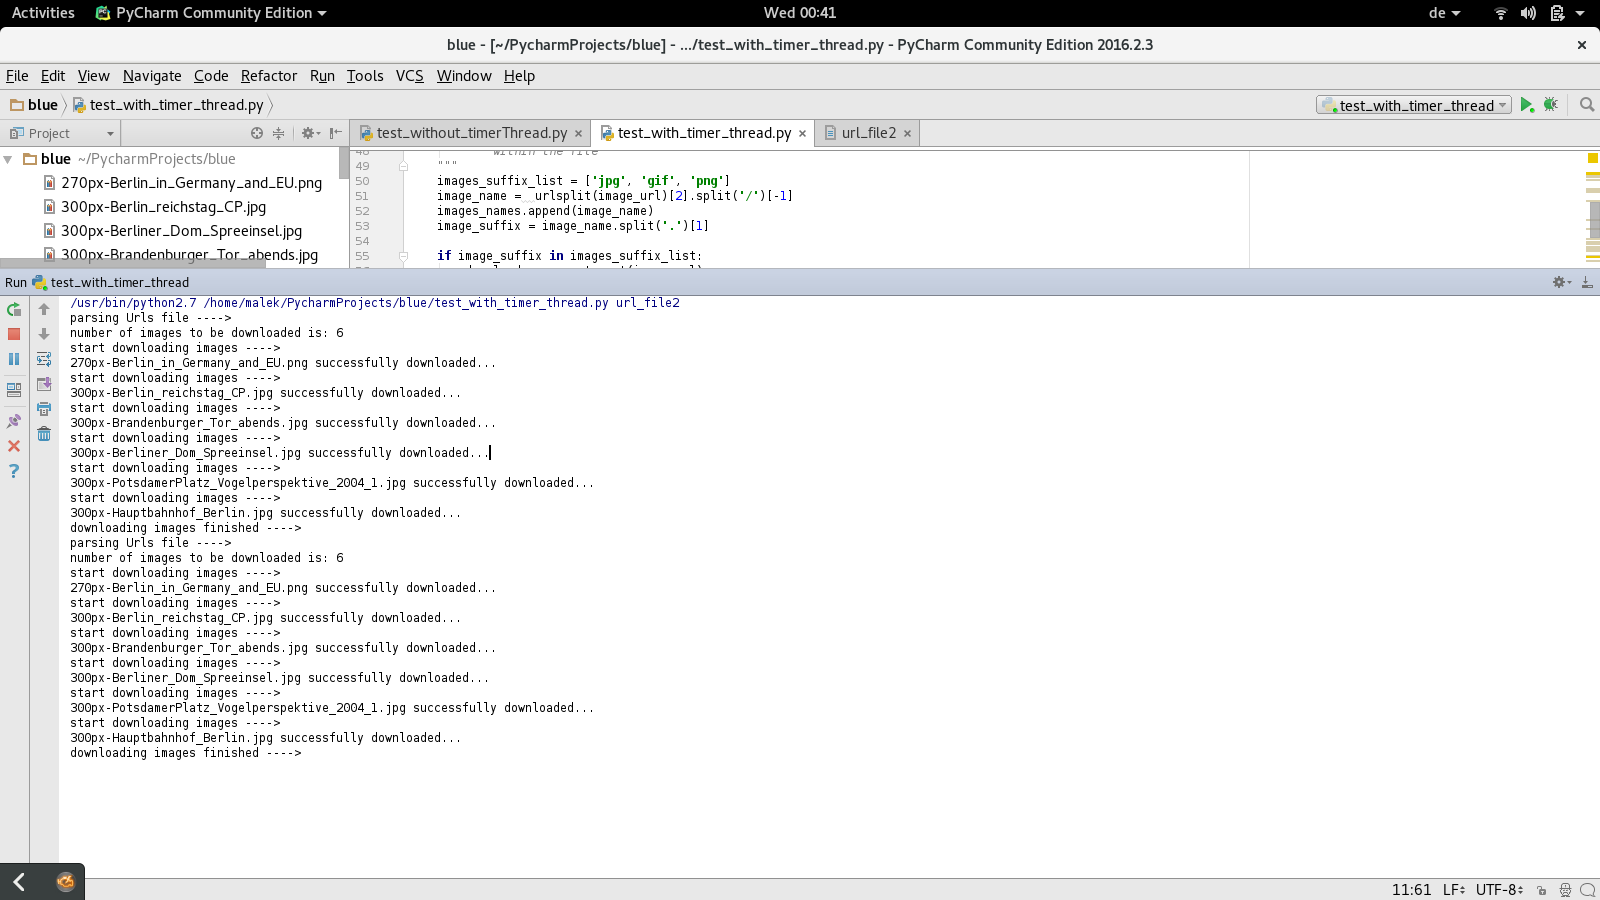 Activities PyCharm Community Edition Wed 00:41 de
blue - [~/PycharmProjects/blue] - .../test_with_timer_thread.py - PyCharm Community Edition 2016.2.3
File Edit View Navigate Code Refactor Run Tools VCS Window Help
blue test_with_timer_thread.py test_with_timer_thread
Project test_without_timerThread.py test_with_timer_thread.py url_file2
blue ~/PycharmProjects/blue
270px-Berlin_in_Germany_and_EU.png
300px-Berlin_reichstag_CP.jpg
300px-Berliner_Dom_Spreeinsel.jpg
300px-Brandenburger_Tor_abends.jpg
48 within the file
49 """
50 images_suffix_list = ['jpg', 'gif', 'png']
51 image_name = urlsplit(image_url)[2].split('/')[-1]
52 images_names.append(image_name)
53 image_suffix = image_name.split('.')[1]
54
55 if image_suffix in images_suffix_list:
Run test_with_timer_thread
/usr/bin/python2.7 /home/malek/PycharmProjects/blue/test_with_timer_thread.py url_file2
parsing Urls file ---->
number of images to be downloaded is: 6
start downloading images ---->
270px-Berlin_in_Germany_and_EU.png successfully downloaded...
start downloading images ---->
300px-Berlin_reichstag_CP.jpg successfully downloaded...
start downloading images ---->
300px-Brandenburger_Tor_abends.jpg successfully downloaded...
start downloading images ---->
300px-Berliner_Dom_Spreeinsel.jpg successfully downloaded...
start downloading images ---->
300px-PotsdamerPlatz_Vogelperspektive_2004_1.jpg successfully downloaded...
start downloading images ---->
300px-Hauptbahnhof_Berlin.jpg successfully downloaded...
downloading images finished ---->
parsing Urls file ---->
number of images to be downloaded is: 6
start downloading images ---->
270px-Berlin_in_Germany_and_EU.png successfully downloaded...
start downloading images ---->
300px-Berlin_reichstag_CP.jpg successfully downloaded...
start downloading images ---->
300px-Brandenburger_Tor_abends.jpg successfully downloaded...
start downloading images ---->
300px-Berliner_Dom_Spreeinsel.jpg successfully downloaded...
start downloading images ---->
300px-PotsdamerPlatz_Vogelperspektive_2004_1.jpg successfully downloaded...
start downloading images ---->
300px-Hauptbahnhof_Berlin.jpg successfully downloaded...
downloading images finished ---->
11:61 LF UTF-8